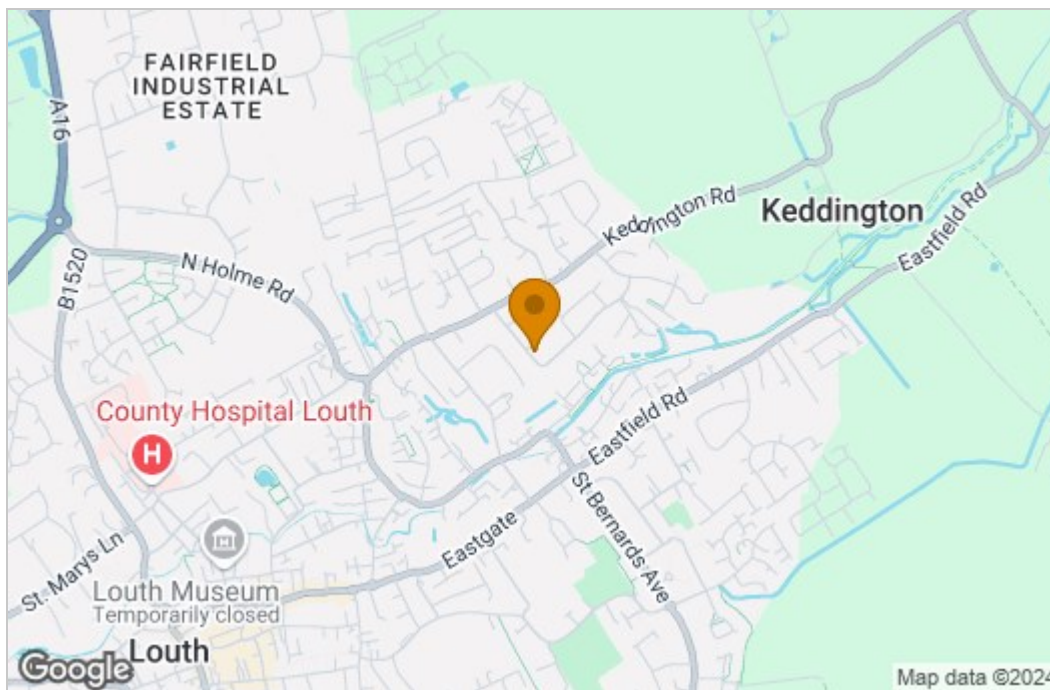 FAIRFIELD
INDUSTRIAL
ESTATE
A16
Keddington Rd
Keddington
Eastfield Rd
N Holme Rd
B1520
County Hospital Louth
H
Eastfield Rd
St Bernards Ave
Eastgate
St. Marys Ln
Louth Museum
Temporarily closed
Louth
Google
Map data ©2024